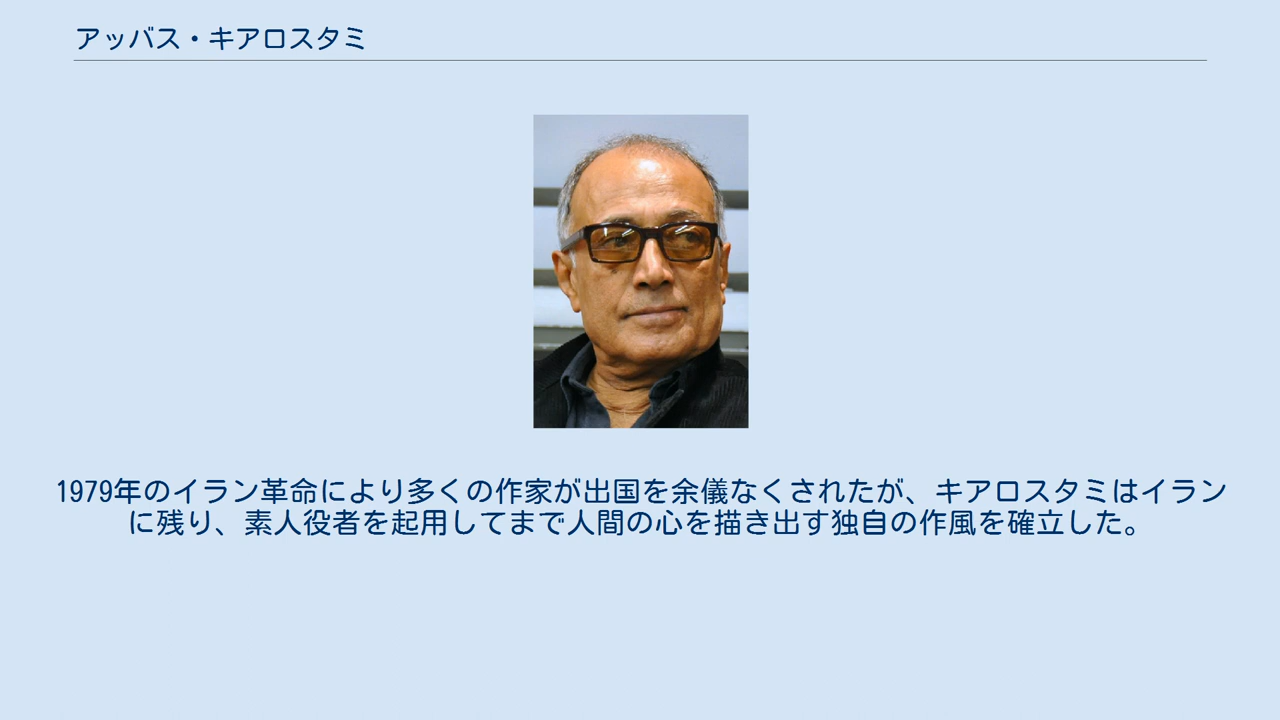 アッバス・キアロスタミ
1979年のイラン革命により多くの作家が出国を余儀なくされたが、キアロスタミはイラン
に残り、素人役者を起用してまで人間の心を描き出す独自の作風を確立した。